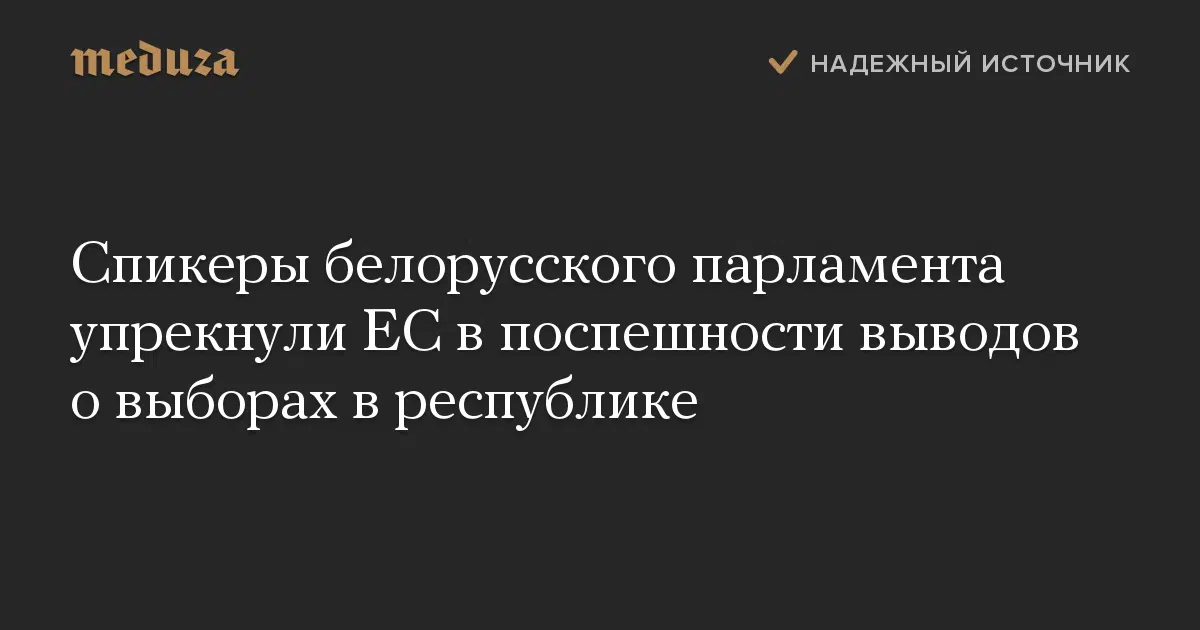 meduza
НАДЕЖНЫЙ ИСТОЧНИК
Спикеры белорусского парламента
упрекнули ЕС в поспешности выводов
о выборах в республике